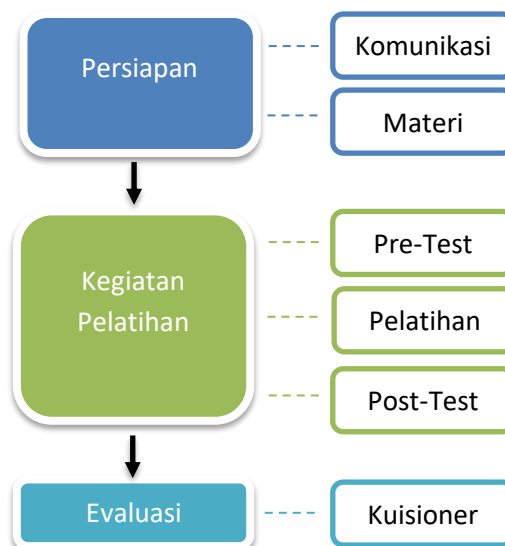 Persiapan
Komunikasi
Materi
Kegiatan
Pelatihan
Pre-Test
Pelatihan
Post-Test
Evaluasi
Kuisioner